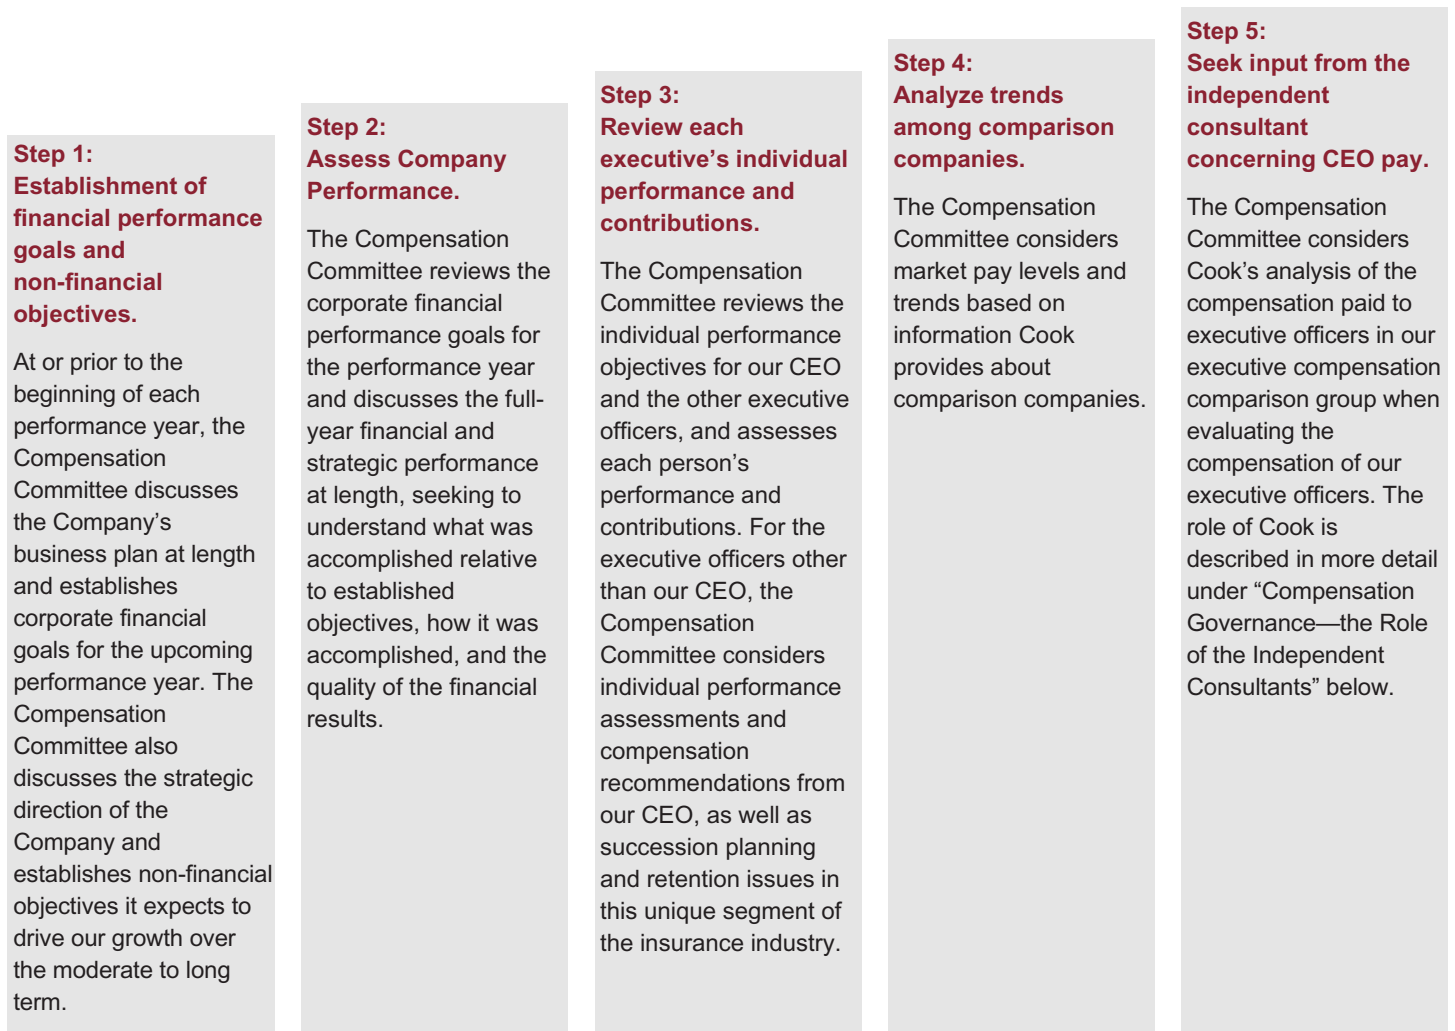 Step 1:
Establishment of
financial performance
goals and
non-financial
objectives.
At or prior to the
beginning of each
performance year, the
Compensation
Committee discusses
the Company’s
business plan at length
and establishes
corporate financial
goals for the upcoming
performance year. The
Compensation
Committee also
discusses the strategic
direction of the
Company and
establishes non-financial
objectives it expects to
drive our growth over
the moderate to long
term.
Step 2:
Assess Company
Performance.
The Compensation
Committee reviews the
corporate financial
performance goals for
the performance year
and discusses the full-
year financial and
strategic performance
at length, seeking to
understand what was
accomplished relative
to established
objectives, how it was
accomplished, and the
quality of the financial
results.
Step 3:
Review each
executive’s individual
performance and
contributions.
The Compensation
Committee reviews the
individual performance
objectives for our CEO
and the other executive
officers, and assesses
each person’s
performance and
contributions. For the
executive officers other
than our CEO, the
Compensation
Committee considers
individual performance
assessments and
compensation
recommendations from
our CEO, as well as
succession planning
and retention issues in
this unique segment of
the insurance industry.
Step 4:
Analyze trends
among comparison
companies.
The Compensation
Committee considers
market pay levels and
trends based on
information Cook
provides about
comparison companies.
Step 5:
Seek input from the
independent
consultant
concerning CEO pay.
The Compensation
Committee considers
Cook’s analysis of the
compensation paid to
executive officers in our
executive compensation
comparison group when
evaluating the
compensation of our
executive officers. The
role of Cook is
described in more detail
under “Compensation
Governance—the Role
of the Independent
Consultants” below.